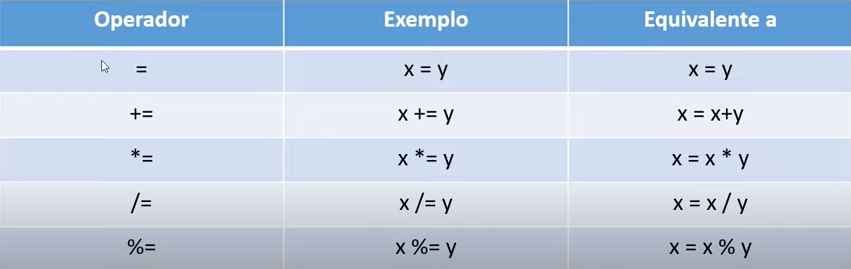 Operador Exemplo Equivalente a
= x = y x = y
+= x += y x = x+y
*= x *= y x = x * y
/= x /= y x = x / y
%= x %= y x = x % y